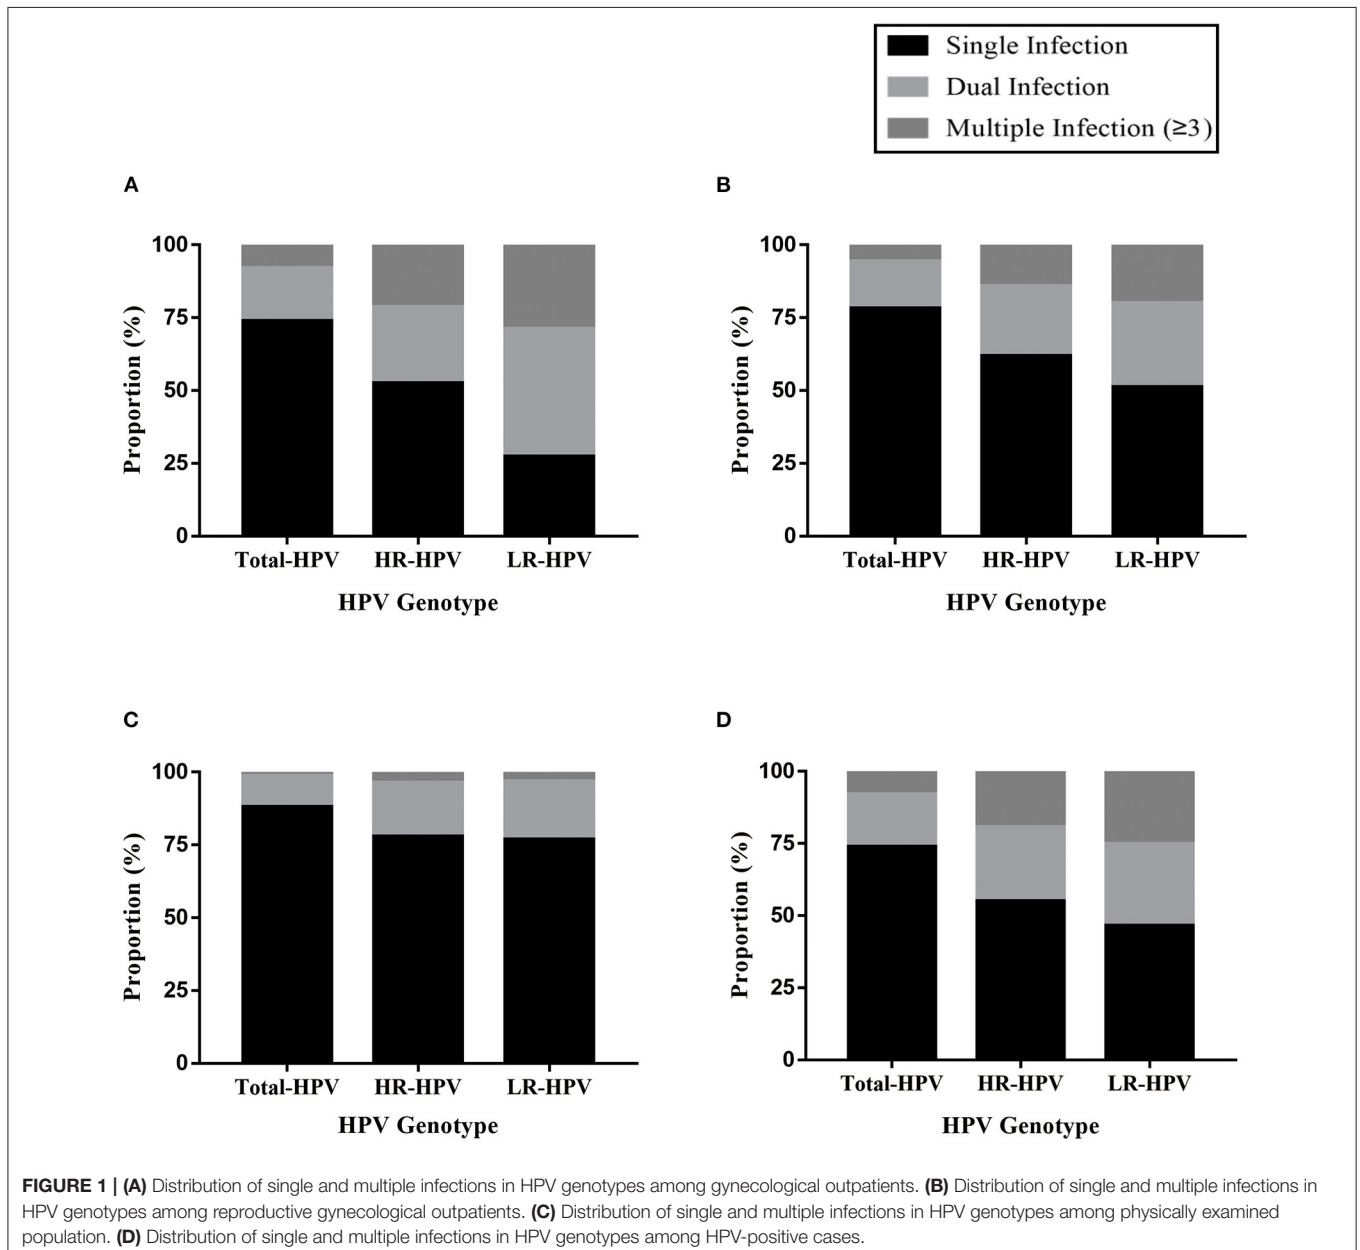 Single Infection
Dual Infection
Multiple Infection (≥3)
A
100
75
50
25
0
Proportion (%)
Total-HPV HR-HPV LR-HPV
HPV Genotype
B
100
75
50
25
0
Proportion (%)
Total-HPV HR-HPV LR-HPV
HPV Genotype
C
100
75
50
25
0
Proportion (%)
Total-HPV HR-HPV LR-HPV
HPV Genotype
D
100
75
50
25
0
Proportion (%)
Total-HPV HR-HPV LR-HPV
HPV Genotype
FIGURE 1 | (A) Distribution of single and multiple infections in HPV genotypes among gynecological outpatients. (B) Distribution of single and multiple infections in
HPV genotypes among reproductive gynecological outpatients. (C) Distribution of single and multiple infections in HPV genotypes among physically examined
population. (D) Distribution of single and multiple infections in HPV genotypes among HPV-positive cases.